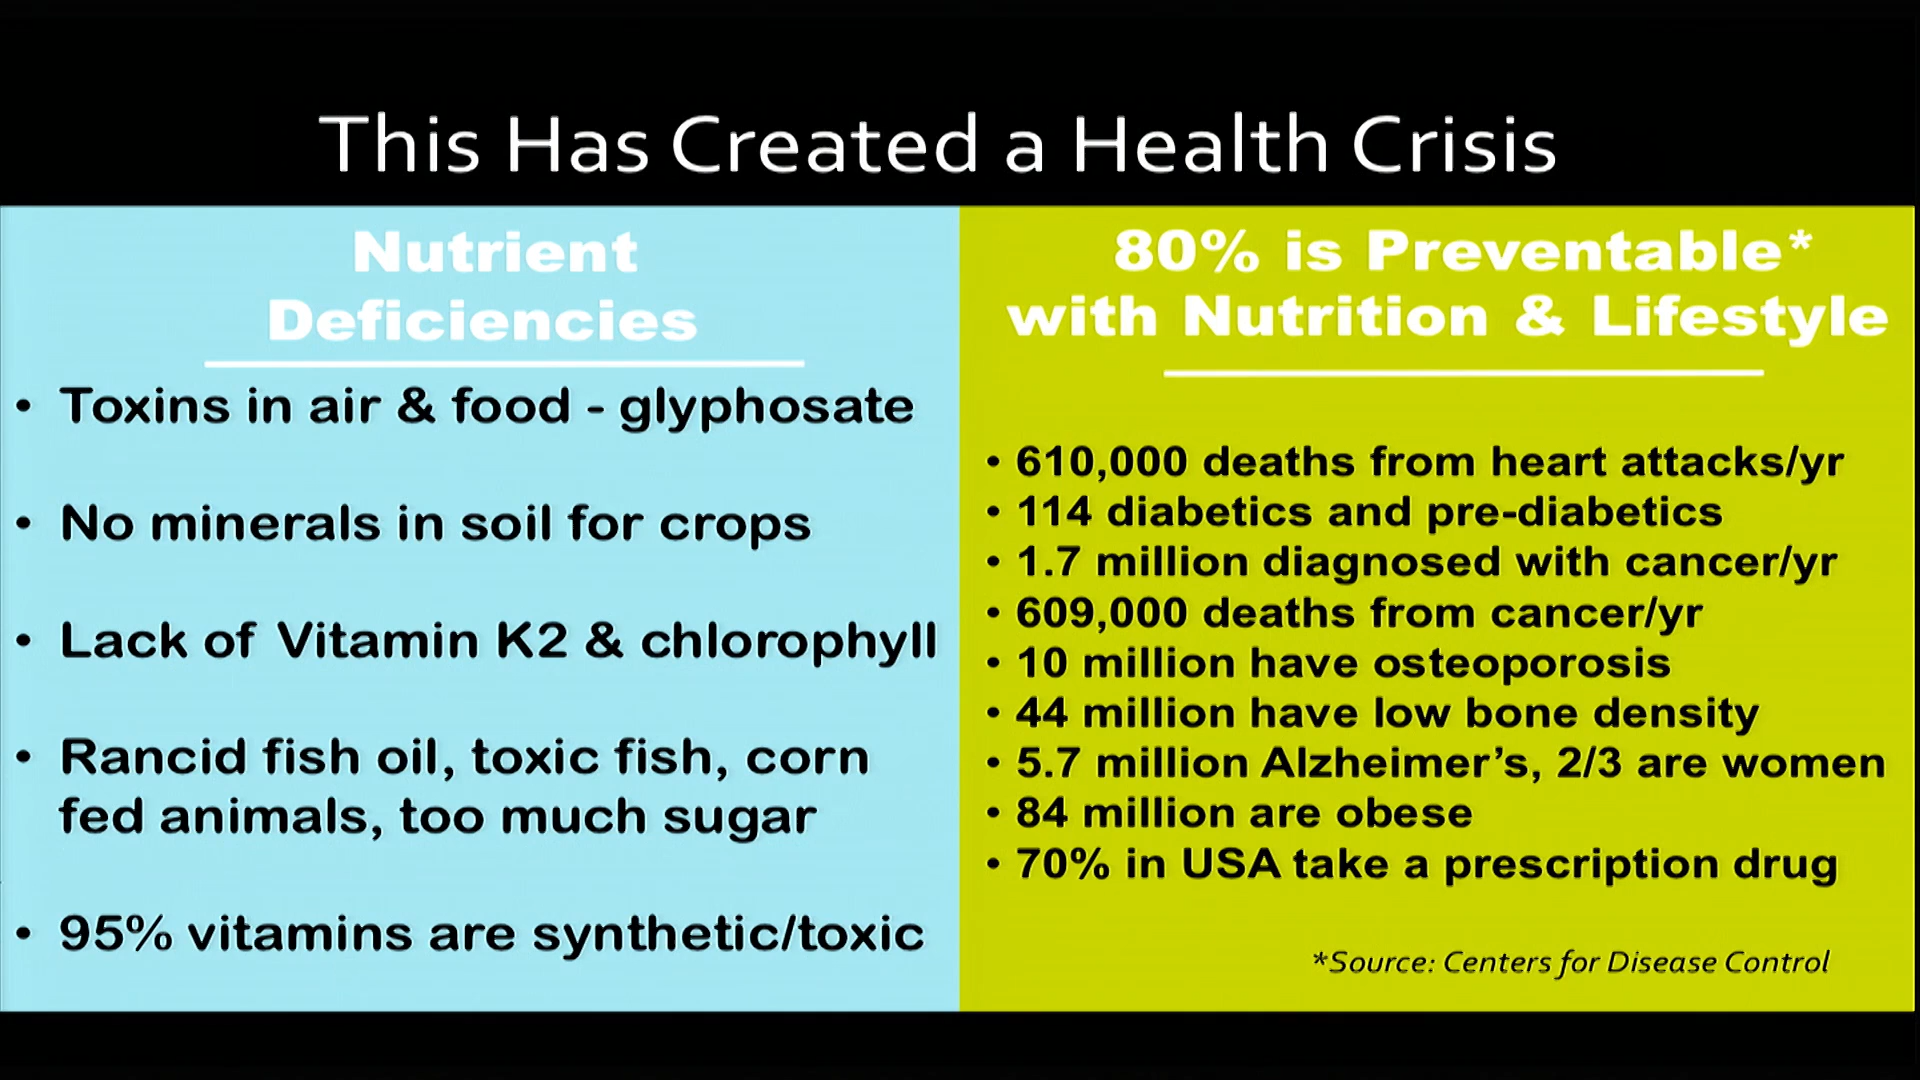 This Has Created a Health Crisis
Nutrient
Deficiencies
• Toxins in air & food - glyphosate
• No minerals in soil for crops
• Lack of Vitamin K2 & chlorophyll
• Rancid fish oil, toxic fish, corn
fed animals, too much sugar
• 95% vitamins are synthetic/toxic
80% is Preventable*
with Nutrition & Lifestyle
• 610,000 deaths from heart attacks/yr
• 114 diabetics and pre-diabetics
• 1.7 million diagnosed with cancer/yr
• 609,000 deaths from cancer/yr
• 10 million have osteoporosis
• 44 million have low bone density
• 5.7 million Alzheimer’s, 2/3 are women
• 84 million are obese
• 70% in USA take a prescription drug
*Source: Centers for Disease Control